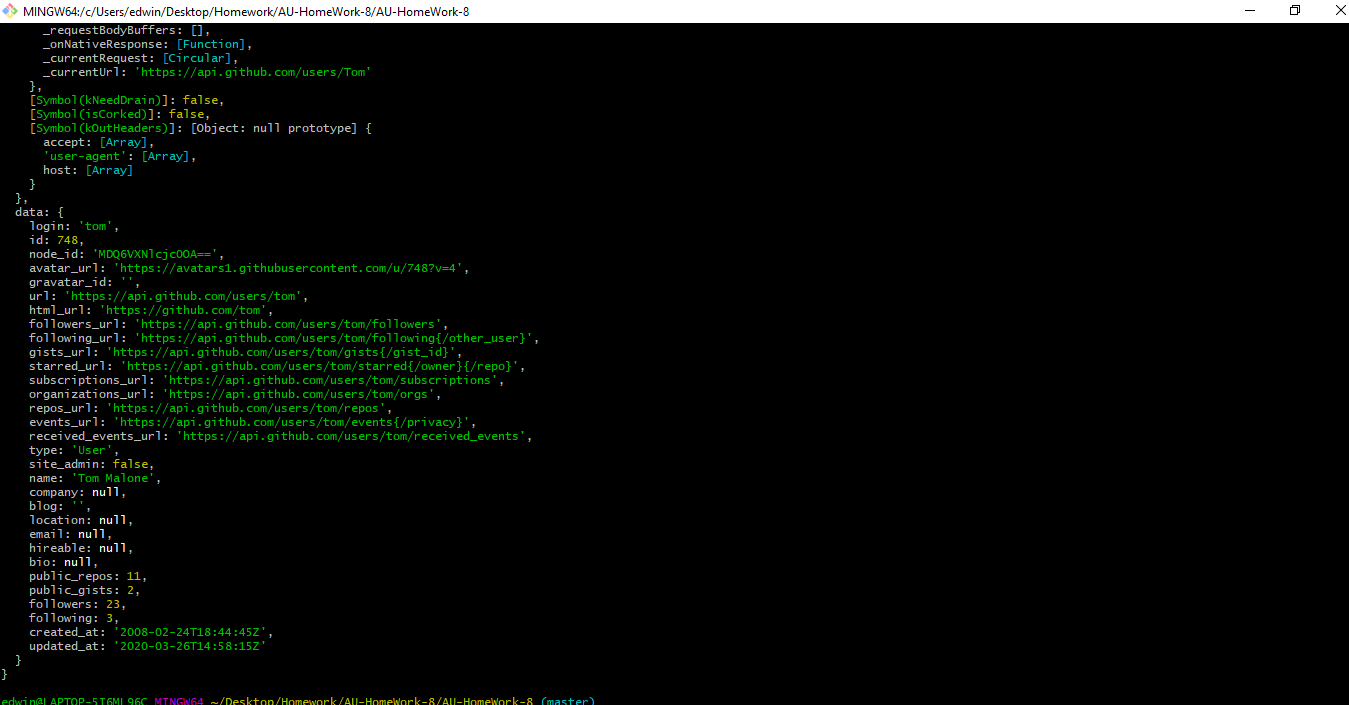 MINGW64:/c/Users/edwin/Desktop/Homework/AU-HomeWork-8/AU-HomeWork-8
_requestBodyBuffers: [],
_onNativeResponse: [Function],
_currentRequest: [Circular],
_currentUrl: 'https://api.github.com/users/Tom'
},
[Symbol(kNeedDrain)]: false,
[Symbol(isCorked)]: false,
[Symbol(kOutHeaders)]: [Object: null prototype] {
accept: [Array],
'user-agent': [Array],
host: [Array]
}
},
data: {
login: 'tom',
id: 748,
node_id: 'MDQ6VXNlcjc0OA==',
avatar_url: 'https://avatars1.githubusercontent.com/u/748?v=4',
gravatar_id: '',
url: 'https://api.github.com/users/tom',
html_url: 'https://github.com/tom',
followers_url: 'https://api.github.com/users/tom/followers',
following_url: 'https://api.github.com/users/tom/following{/other_user}',
gists_url: 'https://api.github.com/users/tom/gists{/gist_id}',
starred_url: 'https://api.github.com/users/tom/starred{/owner}{/repo}',
subscriptions_url: 'https://api.github.com/users/tom/subscriptions',
organizations_url: 'https://api.github.com/users/tom/orgs',
repos_url: 'https://api.github.com/users/tom/repos',
events_url: 'https://api.github.com/users/tom/events{/privacy}',
received_events_url: 'https://api.github.com/users/tom/received_events',
type: 'User',
site_admin: false,
name: 'Tom Malone',
company: null,
blog: '',
location: null,
email: null,
hireable: null,
bio: null,
public_repos: 11,
public_gists: 2,
followers: 23,
following: 3,
created_at: '2008-02-24T18:44:45Z',
updated_at: '2020-03-26T14:58:15Z'
}
}
edwin@LAPTOP-5I6ML96C MINGW64 ~/Desktop/Homework/AU-HomeWork-8/AU-HomeWork-8 (master)